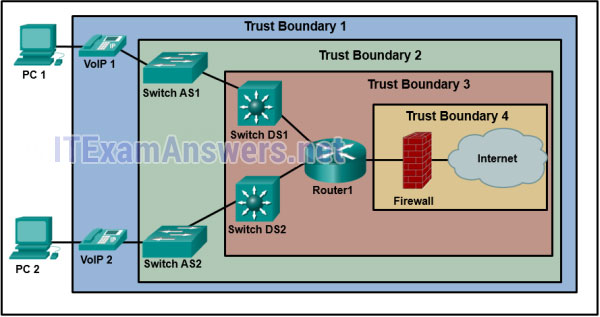 Trust Boundary 1
Trust Boundary 2
Trust Boundary 3
Trust Boundary 4
PC 1
VoIP 1
Switch AS1
Switch DS1
ITExamAnswers.net
Router1
Firewall
Internet
Switch DS2
PC 2
VoIP 2
Switch AS2